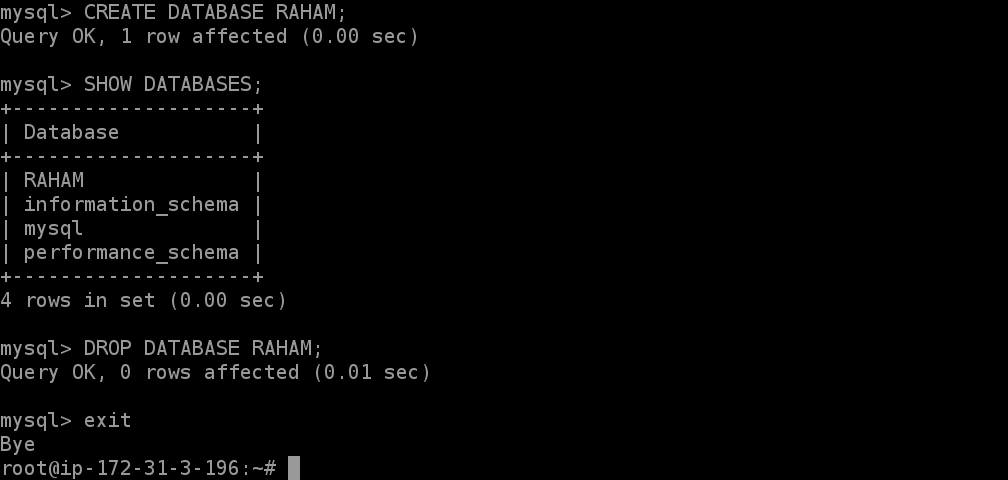 mysql> CREATE DATABASE RAHAM;
Query OK, 1 row affected (0.00 sec)
mysql> SHOW DATABASES;
+--------------------+
| Database           |
+--------------------+
| RAHAM              |
| information_schema |
| mysql              |
| performance_schema |
+--------------------+
4 rows in set (0.00 sec)
mysql> DROP DATABASE RAHAM;
Query OK, 0 rows affected (0.01 sec)
mysql> exit
Bye
root@ip-172-31-3-196:~#